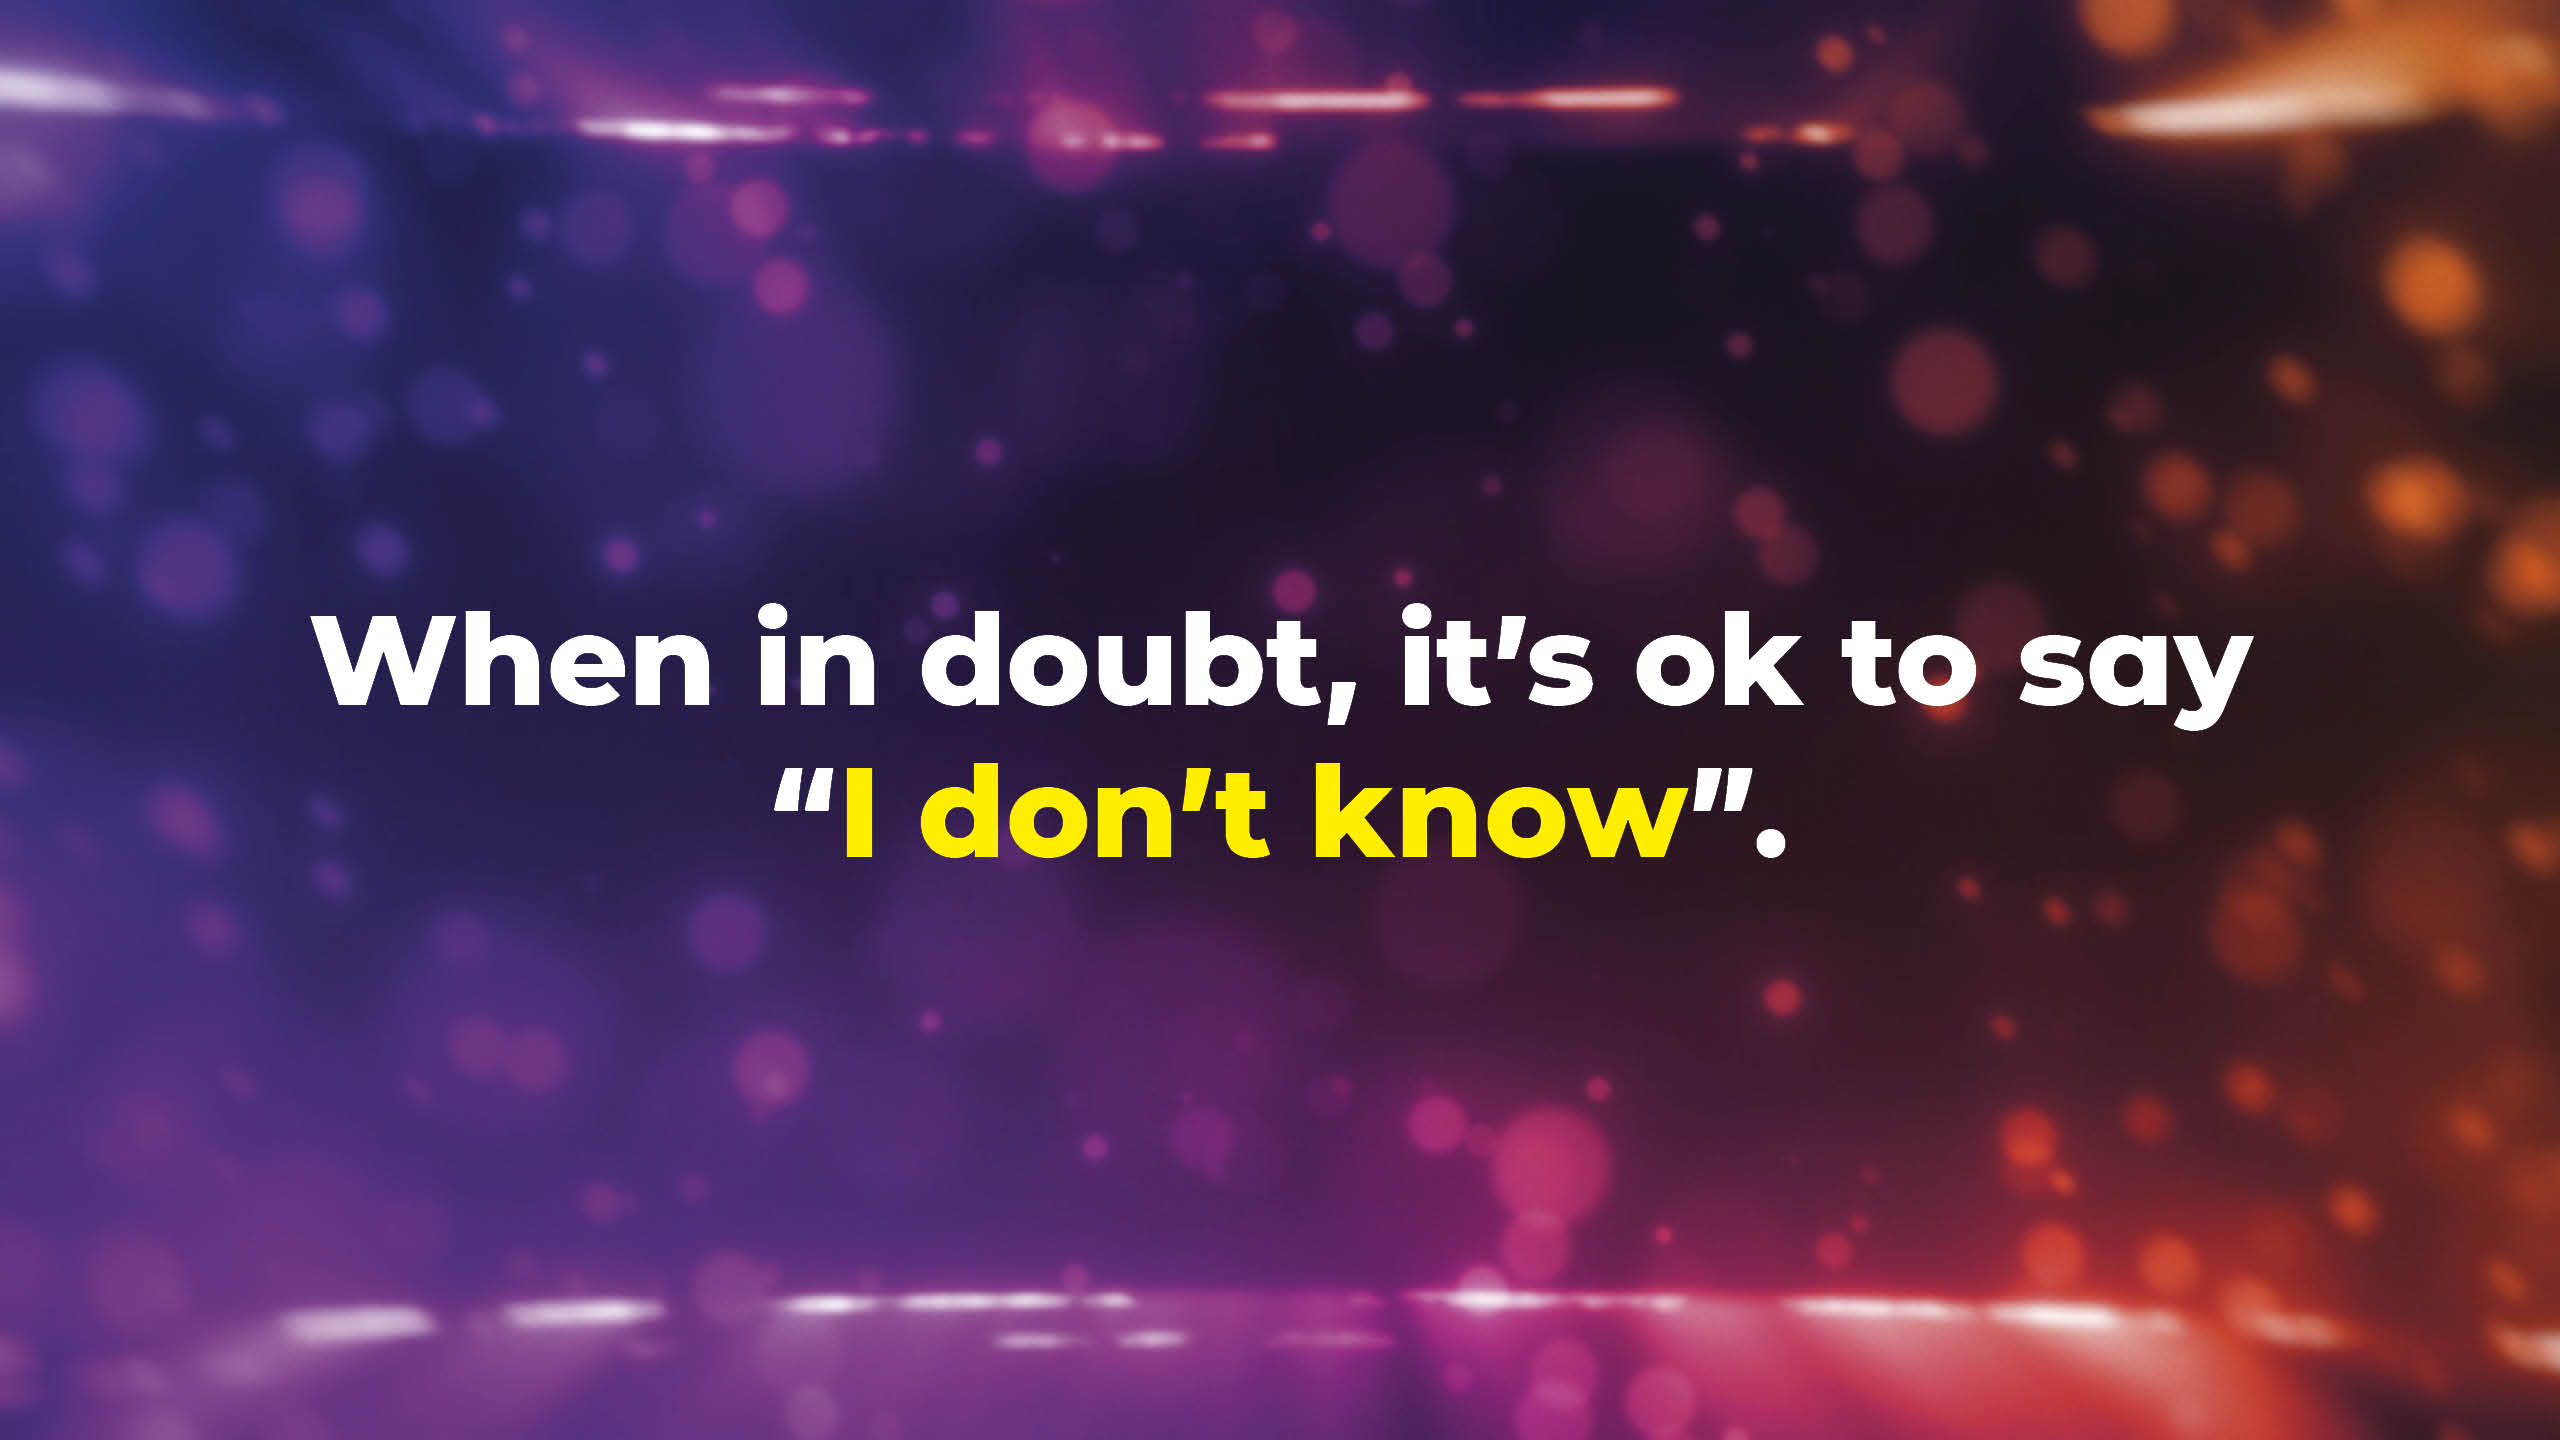 When in doubt, it’s ok to say
“I don’t know”.